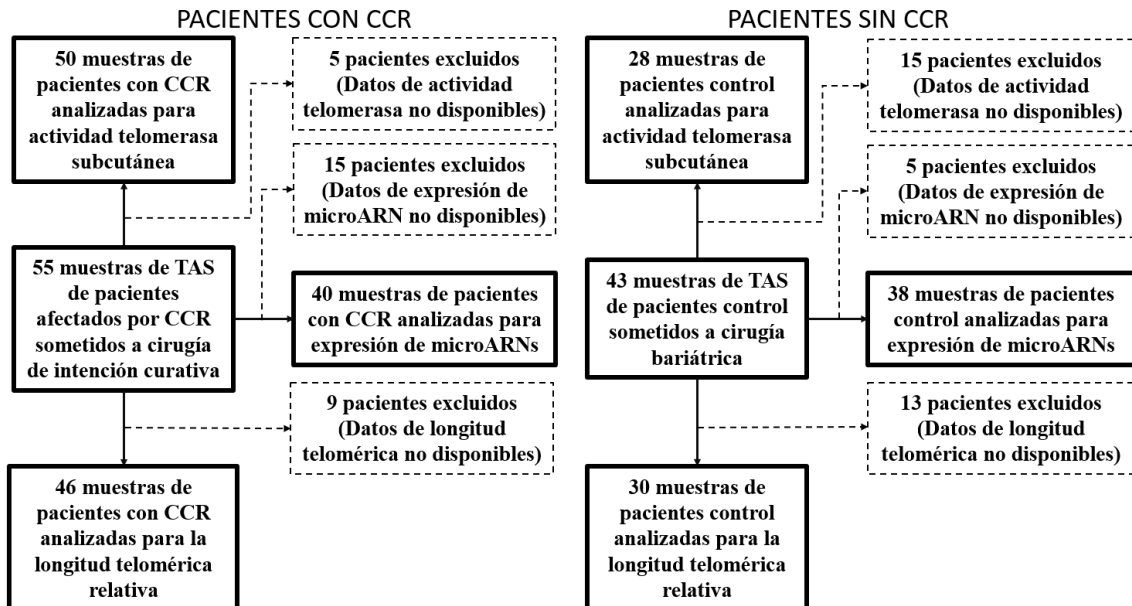 PACIENTES CON CCR
50 muestras de
pacientes con CCR
analizadas para
actividad telomerasa
subcutánea
5 pacientes excluidos
(Datos de actividad
telomerasa no disponibles)
15 pacientes excluidos
(Datos de expresión de
microARN no disponibles)
55 muestras de TAS
de pacientes
afectados por CCR
sometidos a cirugía
de intención curativa
40 muestras de pacientes
con CCR analizadas para
expresión de microARNs
9 pacientes excluidos
(Datos de longitud
telomérica no disponibles)
46 muestras de
pacientes con CCR
analizadas para la
longitud telomérica
relativa
PACIENTES SIN CCR
28 muestras de
pacientes control
analizadas para
actividad telomerasa
subcutánea
15 pacientes excluidos
(Datos de actividad
telomerasa no disponibles)
5 pacientes excluidos
(Datos de expresión de
microARN no disponibles)
43 muestras de TAS
de pacientes control
sometidos a cirugía
bariátrica
38 muestras de pacientes
control analizadas para
expresión de microARNs
13 pacientes excluidos
(Datos de longitud
telomérica no disponibles)
30 muestras de
pacientes control
analizadas para la
longitud telomérica
relativa